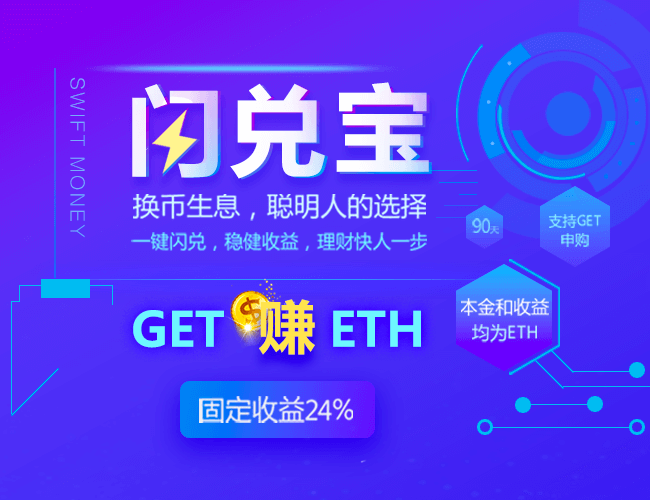 SWIFT MONEY
闪兑宝
换币生息，聪明人的选择
一键闪兑，稳健收益，理财快人一步
90天
支持GET
申购
本金和收益
均为ETH
GET 赚 ETH
固定收益24%